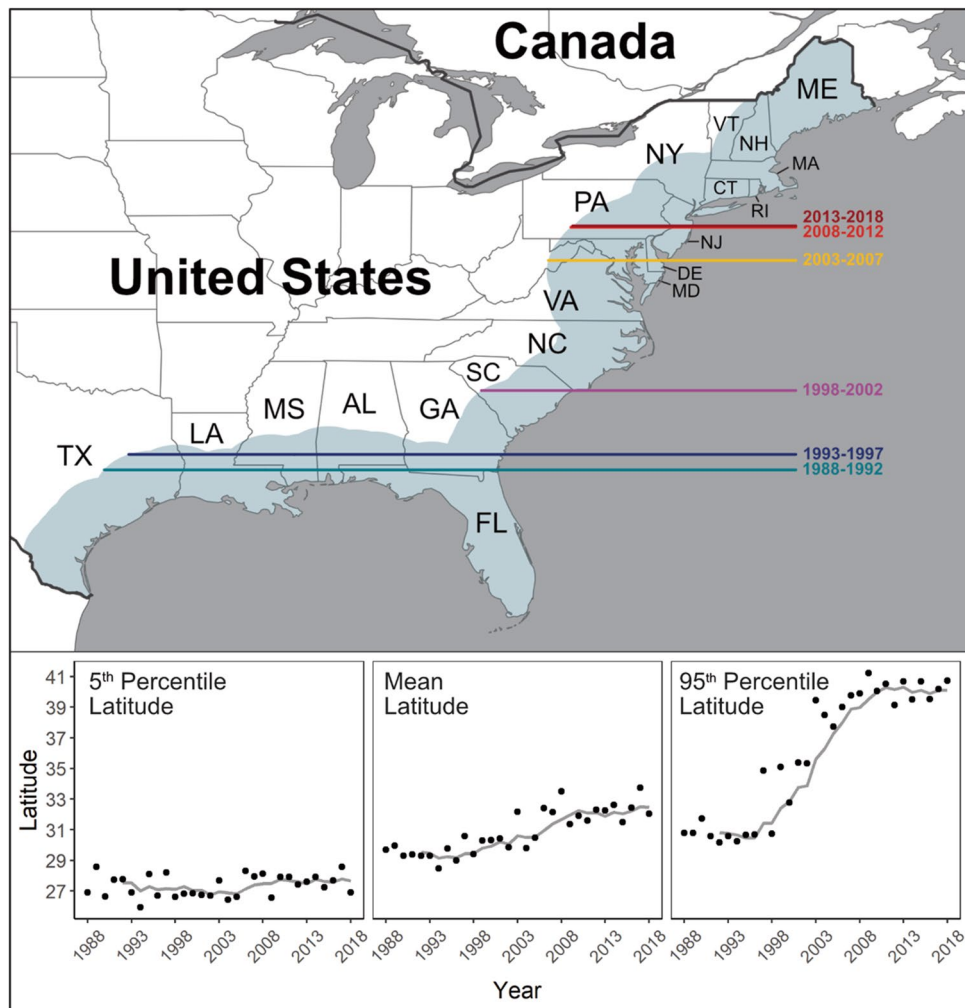 Canada
ME
VT
NH
NY
MA
CT
RI
PA
2013-2018
2008-2012
NJ
United States
2003-2007
DE
MD
VA
NC
SC
1998-2002
MS
AL
GA
LA
TX
1993-1997
1988-1992
FL
5th Percentile
Latitude
Mean
Latitude
95th Percentile
Latitude
Latitude
41
39
37
35
33
31
29
27
1988
1993
1998
2003
2008
2013
2018
1988
1993
1998
2003
2008
2013
2018
1988
1993
1998
2003
2008
2013
2018
Year